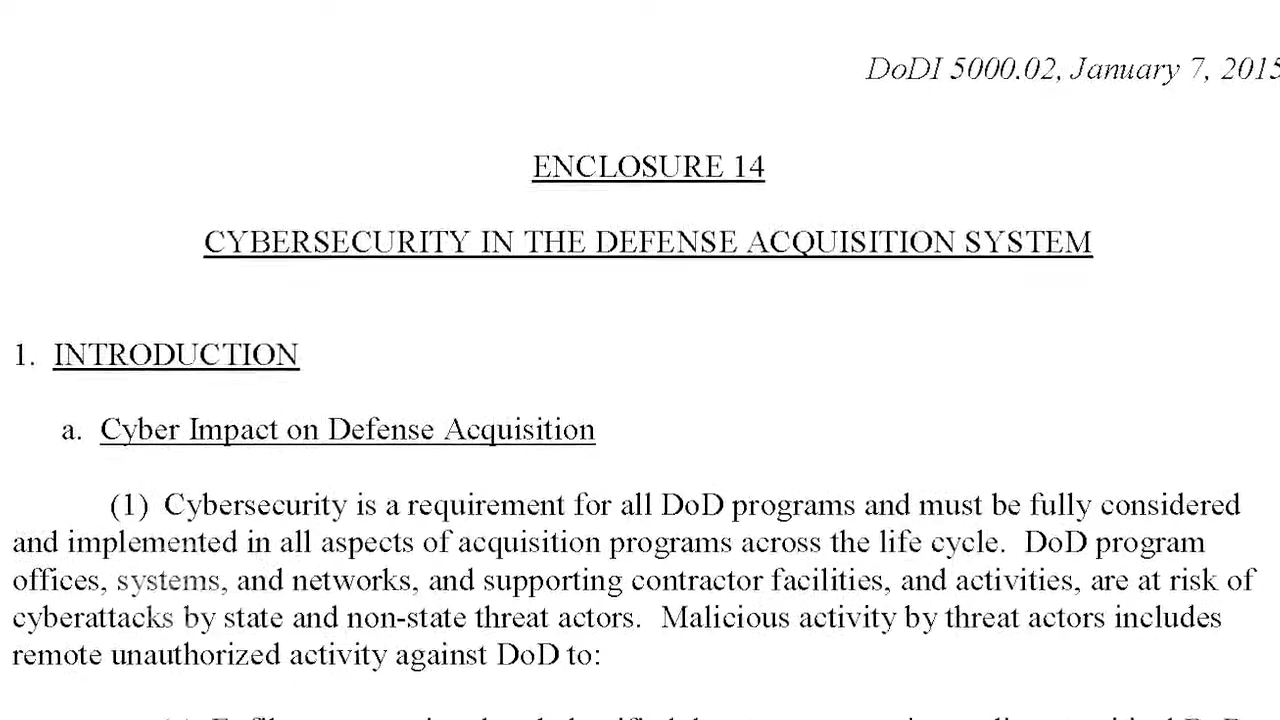 DoDI 5000.02, January 7, 2015
ENCLOSURE 14
CYBERSECURITY IN THE DEFENSE ACQUISITION SYSTEM
1. INTRODUCTION
a. Cyber Impact on Defense Acquisition
(1) Cybersecurity is a requirement for all DoD programs and must be fully considered
and implemented in all aspects of acquisition programs across the life cycle. DoD program
offices, systems, and networks, and supporting contractor facilities, and activities, are at risk of
cyberattacks by state and non-state threat actors. Malicious activity by threat actors includes
remote unauthorized activity against DoD to: